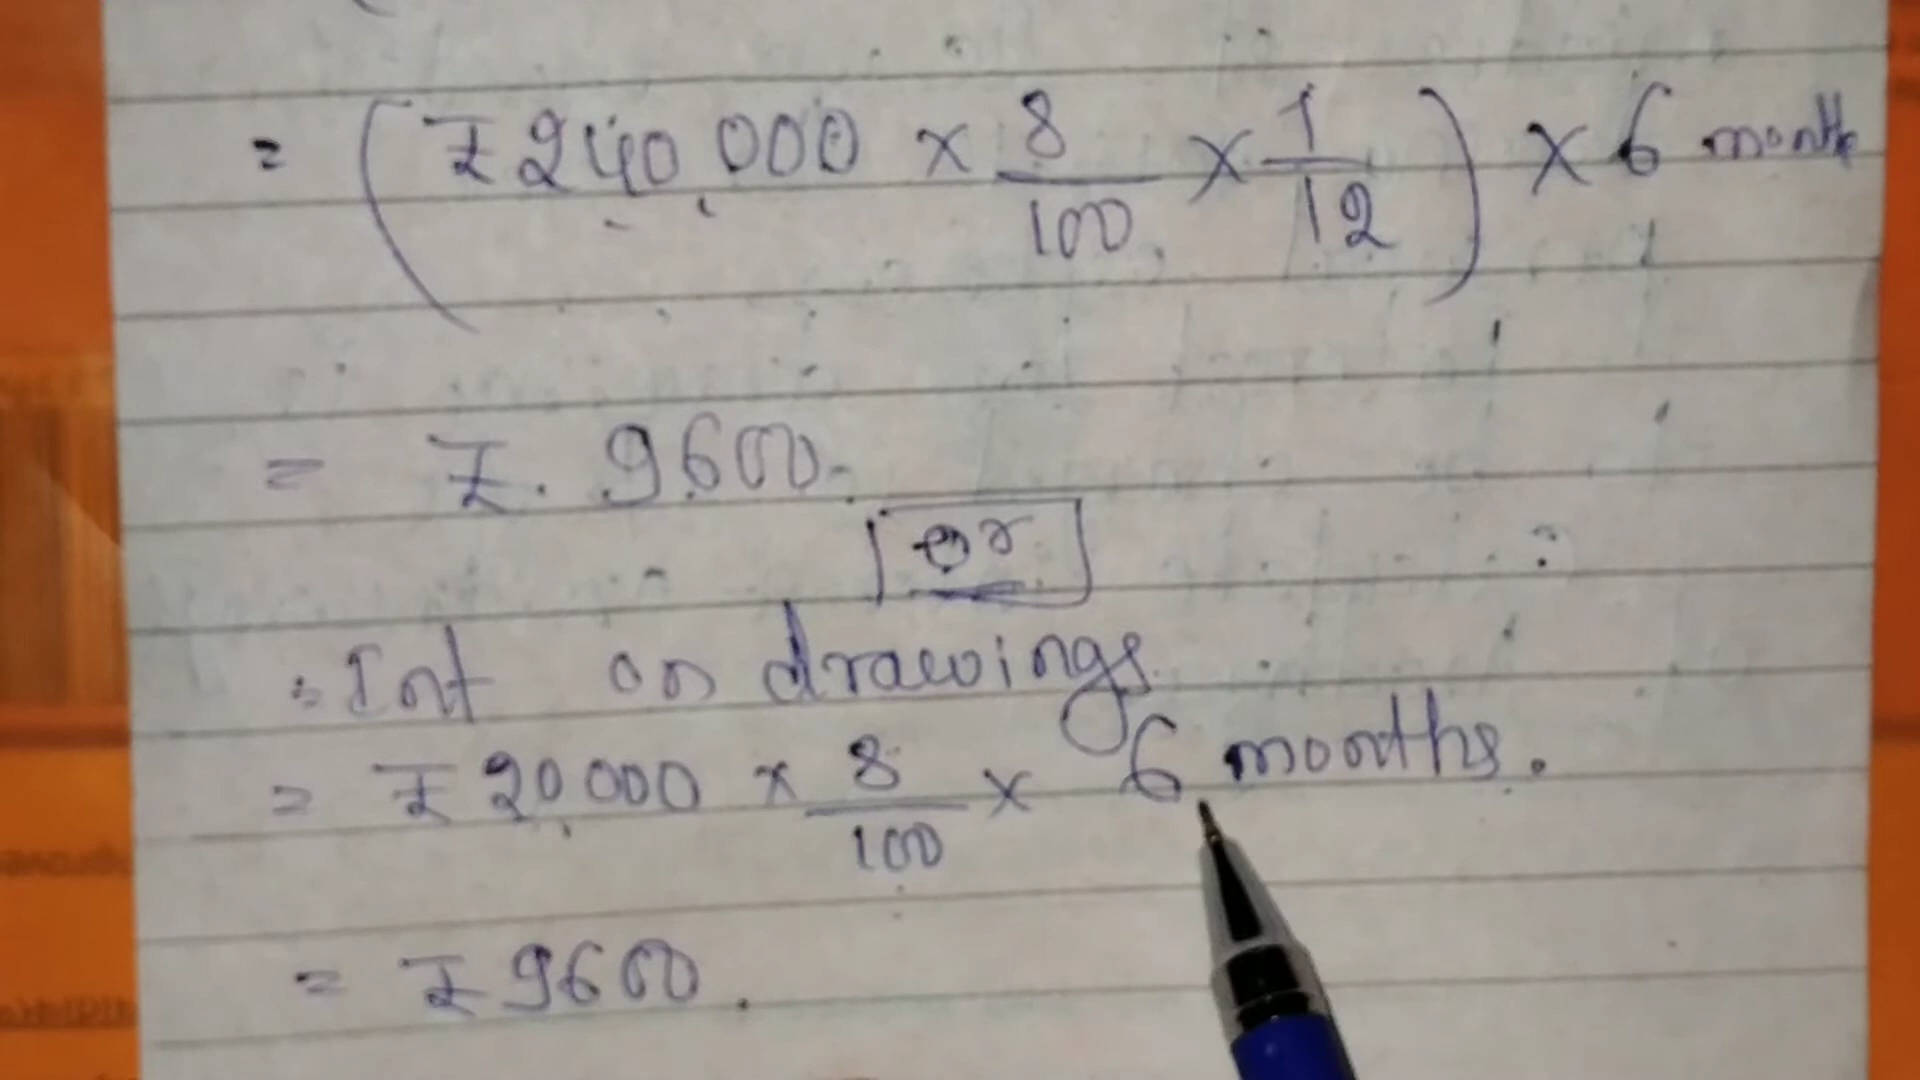 = (₹ 240,000 × 8/100 × 1/12) × 6 month
= ₹. 9600.
or
= Int on drawings
= ₹ 20,000 × 8/100 × 6 months.
= ₹ 9600.